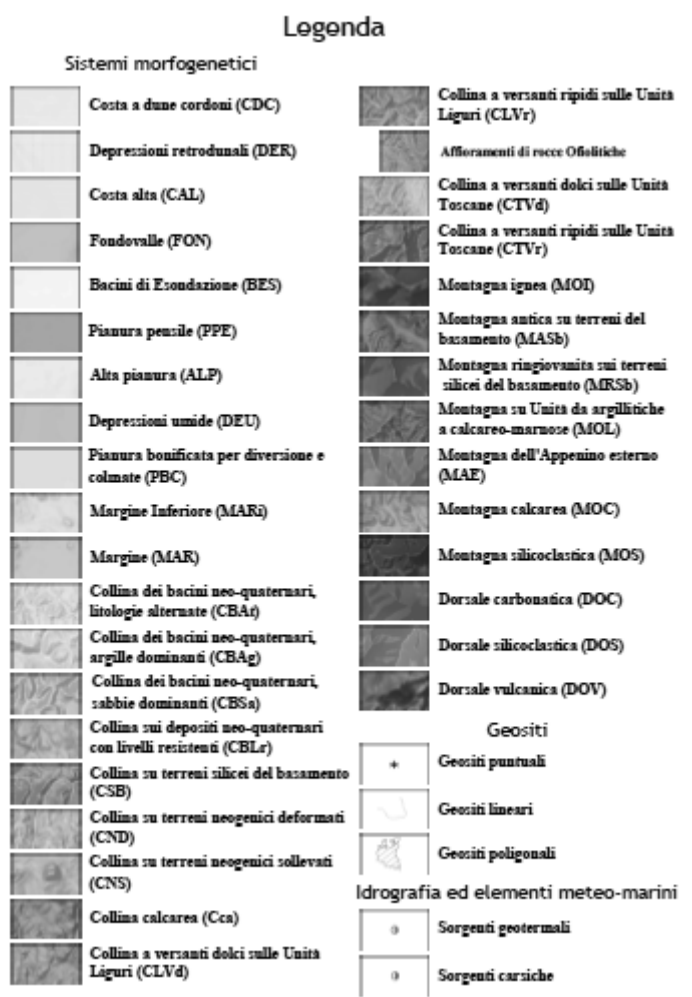 Legenda
Sistemi morfogenetici
Costa a dune cordoni (CDC)
Depressioni retrodunali (DER)
Costa alta (CAL)
Fondovalle (FON)
Bacini di Esondazione (BES)
Pianura pensile (PPE)
Alta pianura (ALP)
Depressioni umide (DEU)
Pianura bonificata per diversione e
colmate (PBC)
Margine Inferiore (MARi)
Margine (MAR)
Collina dei bacini neo-quaternari,
litologie alternate (CBAt)
Collina dei bacini neo-quaternari,
argille dominanti (CBAg)
Collina dei bacini neo-quaternari,
sabbie dominanti (CBSa)
Collina sui depositi neo-quaternari
con livelli resistenti (CBLr)
Collina su terreni silicei del basamento
(CSB)
Collina su terreni neogenici deformati
(CND)
Collina su terreni neogenici sollevati
(CNS)
Collina calcarea (Cca)
Collina a versanti dolci sulle Unità
Liguri (CLVd)
Collina a versanti ripidi sulle Unità
Liguri (CLVr)
Affioramenti di rocce Ofiolitiche
Collina a versanti dolci sulle Unità
Toscane (CTVd)
Collina a versanti ripidi sulle Unità
Toscane (CTVr)
Montagna ignea (MOI)
Montagna antica su terreni del
basamento (MASb)
Montagna ringiovanita sui terreni
silicei del basamento (MRSb)
Montagna su Unità da argillitiche
a calcareo-marnose (MOL)
Montagna dell'Appenino esterno
(MAE)
Montagna calcarea (MOC)
Montagna silicoclastica (MOS)
Dorsale carbonatica (DOC)
Dorsale silicoclastica (DOS)
Dorsale vulcanica (DOV)
Geositi
Geositi puntuali
Geositi lineari
Geositi poligonali
Idrografia ed elementi meteo-marini
Sorgenti geotermali
Sorgenti carsiche